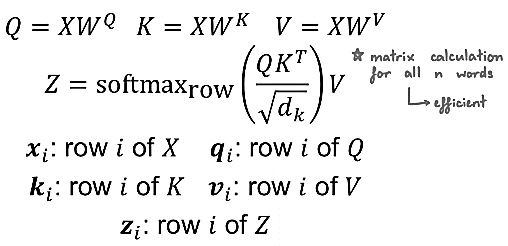 Q = XW^Q K = XW^K V = XW^V
Z = softmax_row(QK^T / √d_k)V
☆ matrix calculation
for all n words
↳ efficient
x_i: row i of X q_i: row i of Q
k_i: row i of K v_i: row i of V
z_i: row i of Z